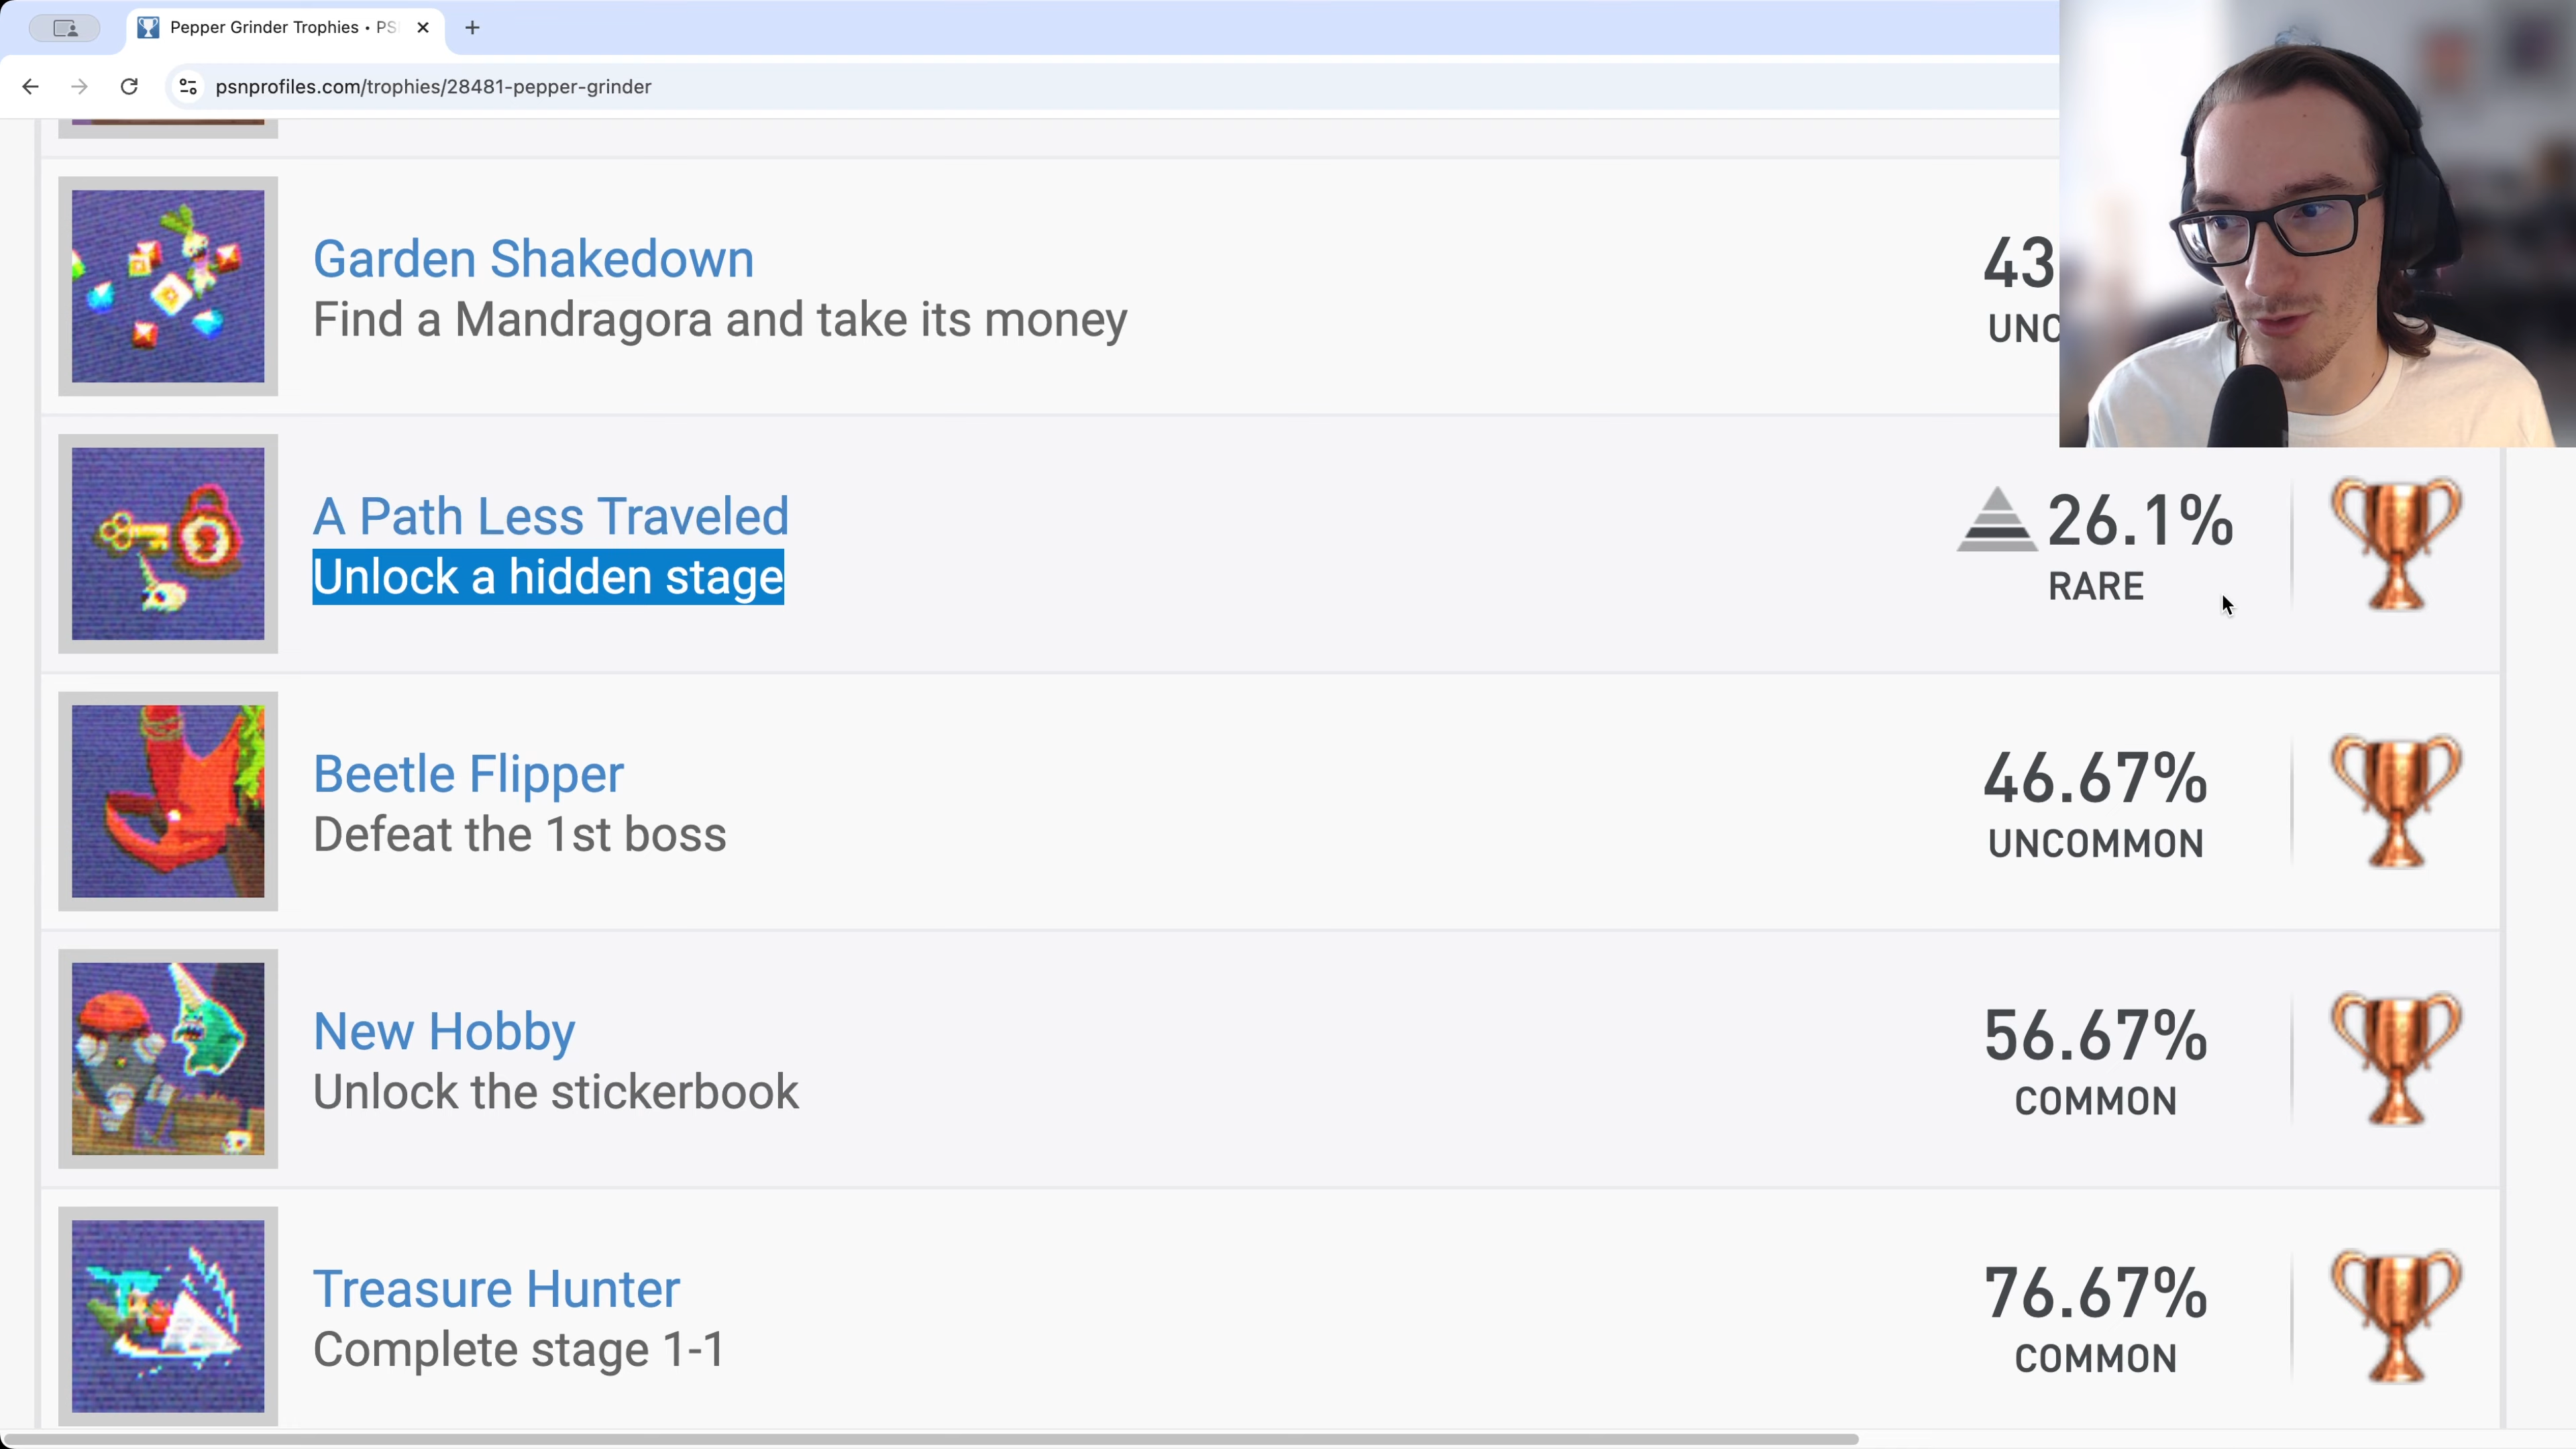 Pepper Grinder Trophies • PS
psnprofiles.com/trophies/28481-pepper-grinder
Garden Shakedown
Find a Mandragora and take its money
43
UNC
A Path Less Traveled
Unlock a hidden stage
26.1%
RARE
Beetle Flipper
Defeat the 1st boss
46.67%
UNCOMMON
New Hobby
Unlock the stickerbook
56.67%
COMMON
Treasure Hunter
Complete stage 1-1
76.67%
COMMON